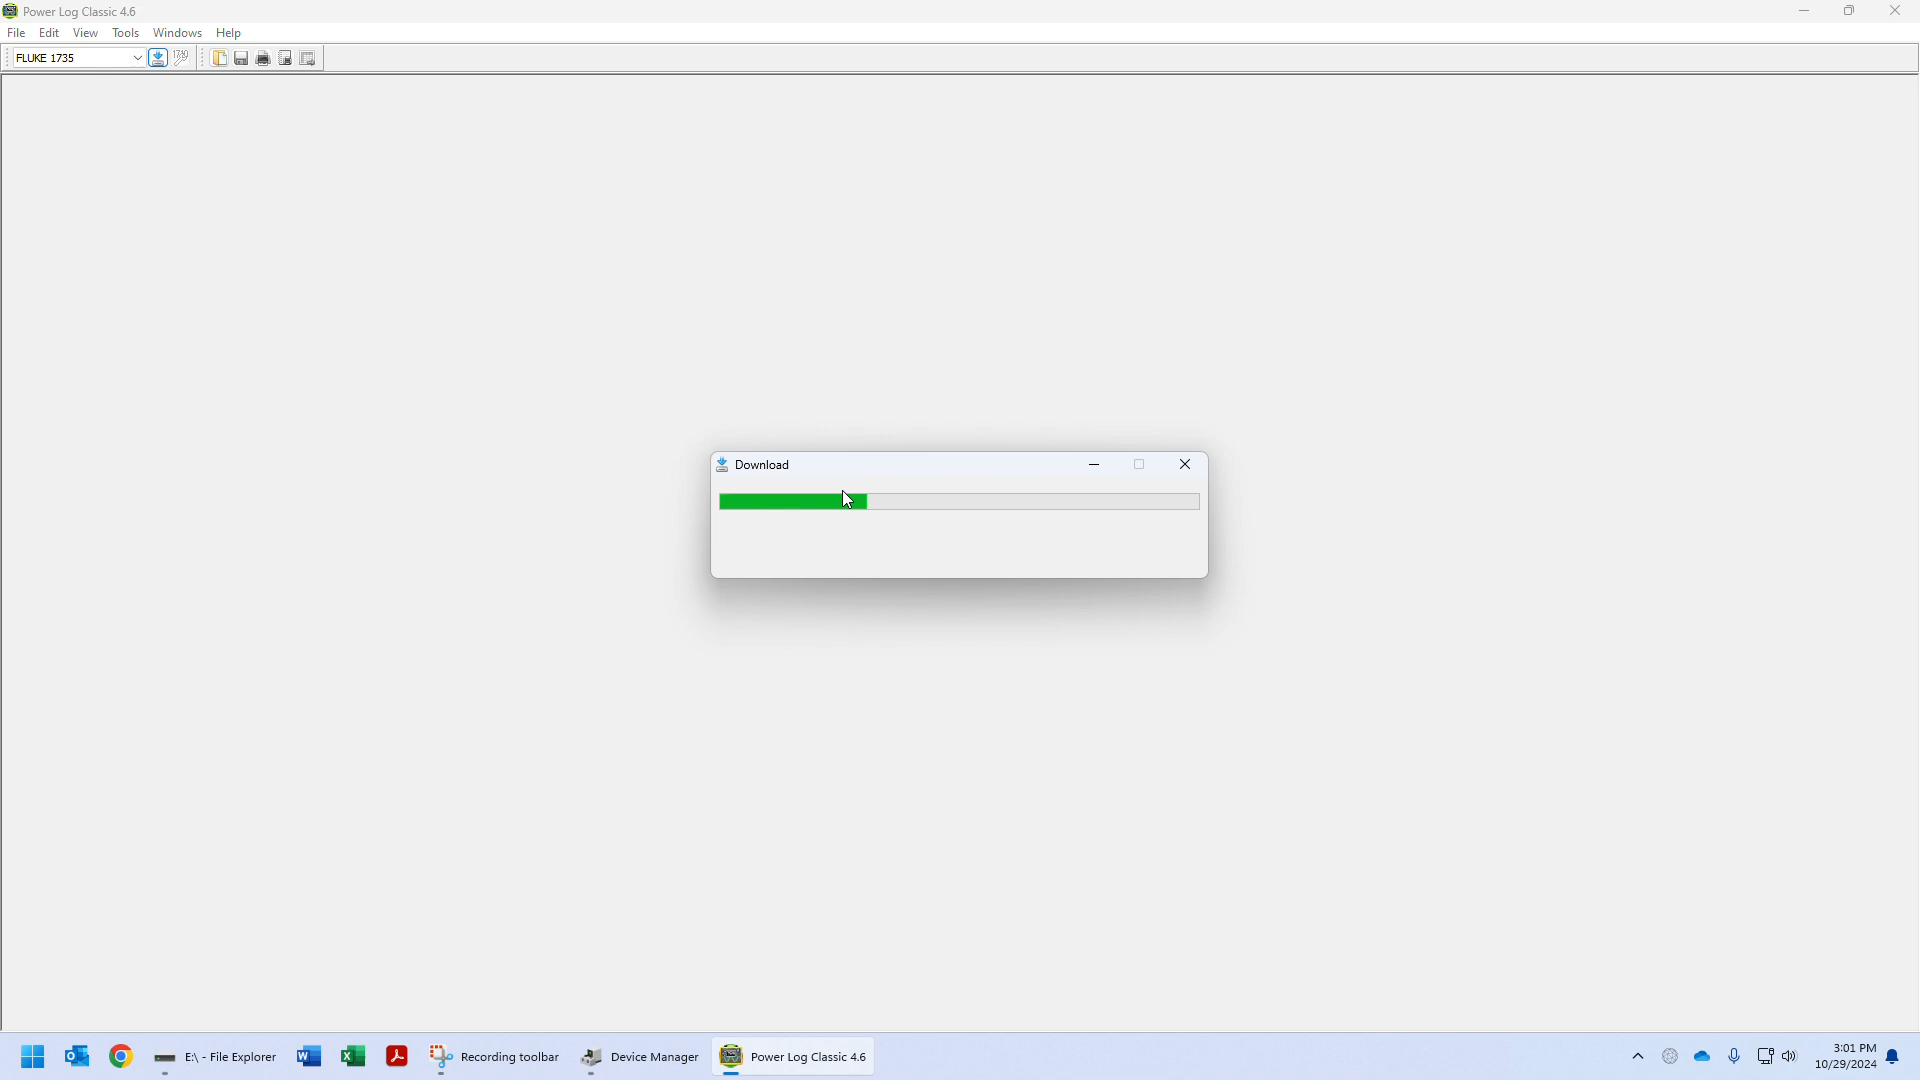 Power Log Classic 4.6
File Edit View Tools Windows Help
FLUKE 1735
Download
E:\ - File Explorer
Recording toolbar
Device Manager
Power Log Classic 4.6
3:01 PM
10/29/2024